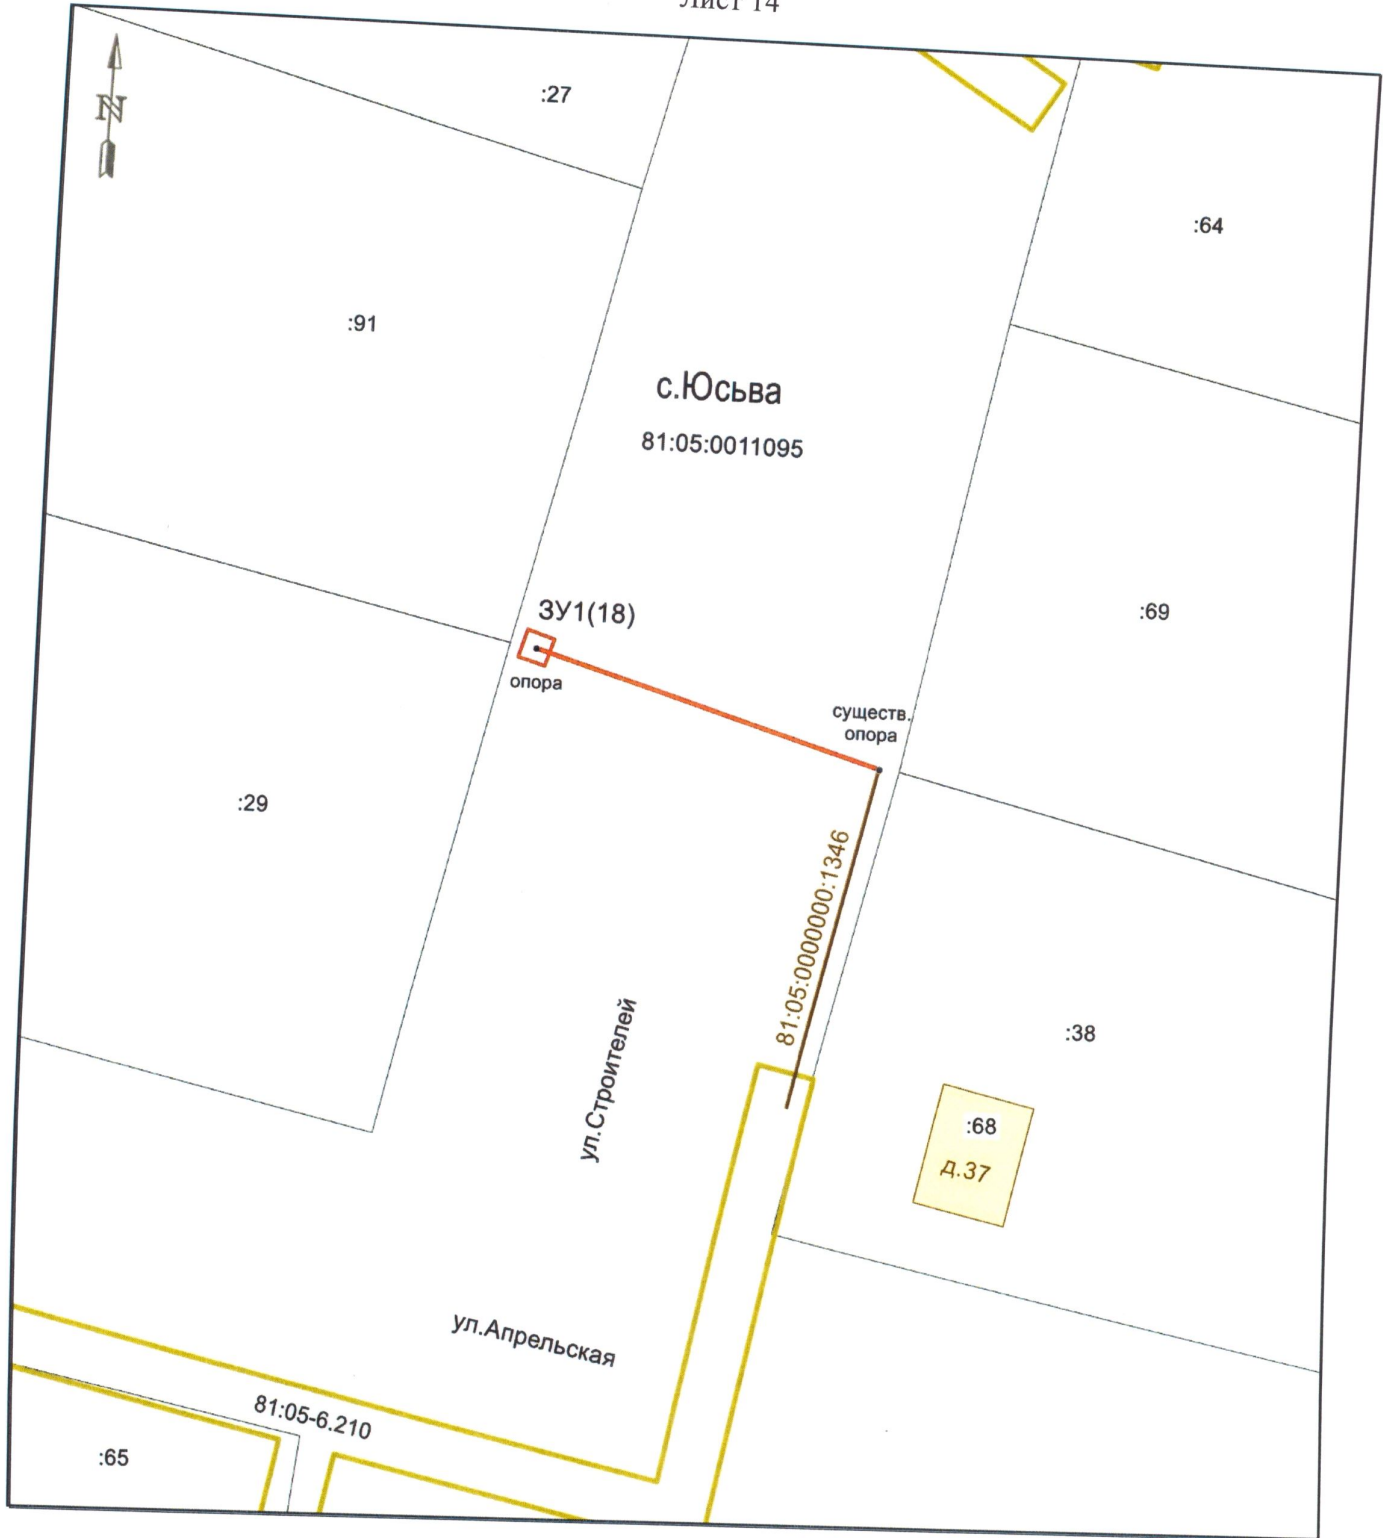 Лист 14
N
:27
:64
:91
с.Юсьва
81:05:0011095
ЗУ1(18)
:69
опора
существ.
опора
:29
81:05:0000000:1346
ул.Строителей
:38
:68
д.37
ул.Апрельская
81:05-6.210
:65